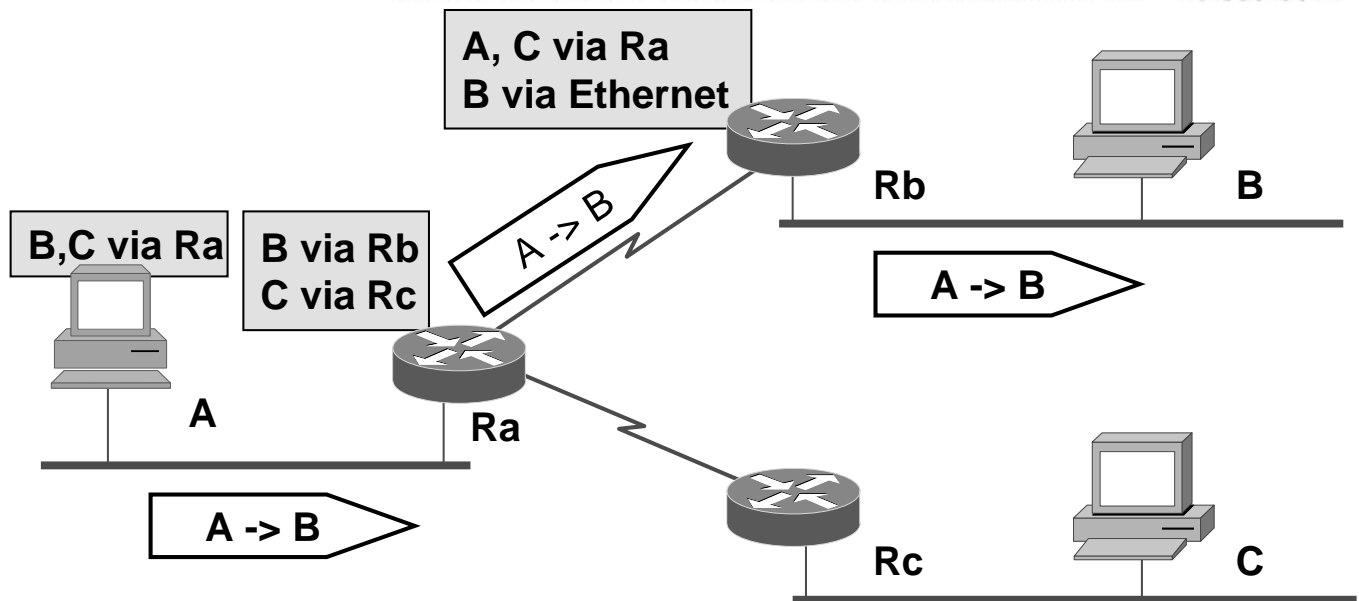 A, C via Ra
B via Ethernet
Rb
B
B,C via Ra
B via Rb
C via Rc
A -> B
A -> B
A
Ra
A -> B
Rc
C